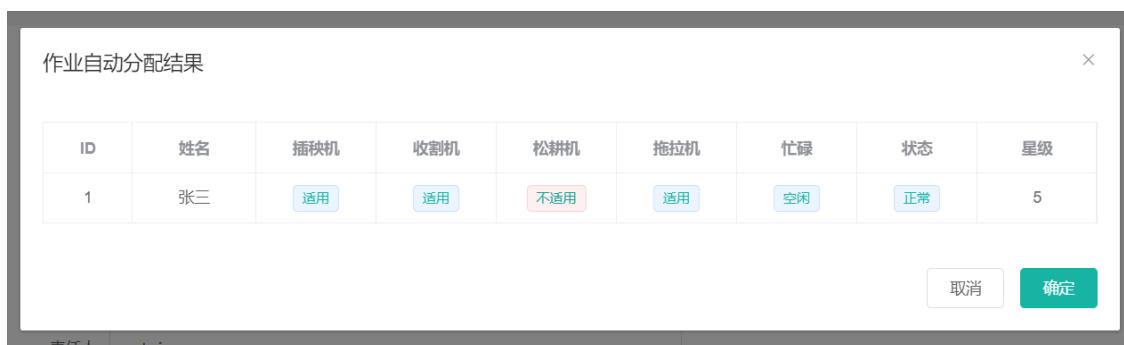 作业自动分配结果
ID 姓名 插秧机 收割机 松耕机 拖拉机 忙碌 状态 星级
1 张三 适用 适用 不适用 适用 空闲 正常 5
取消 确定